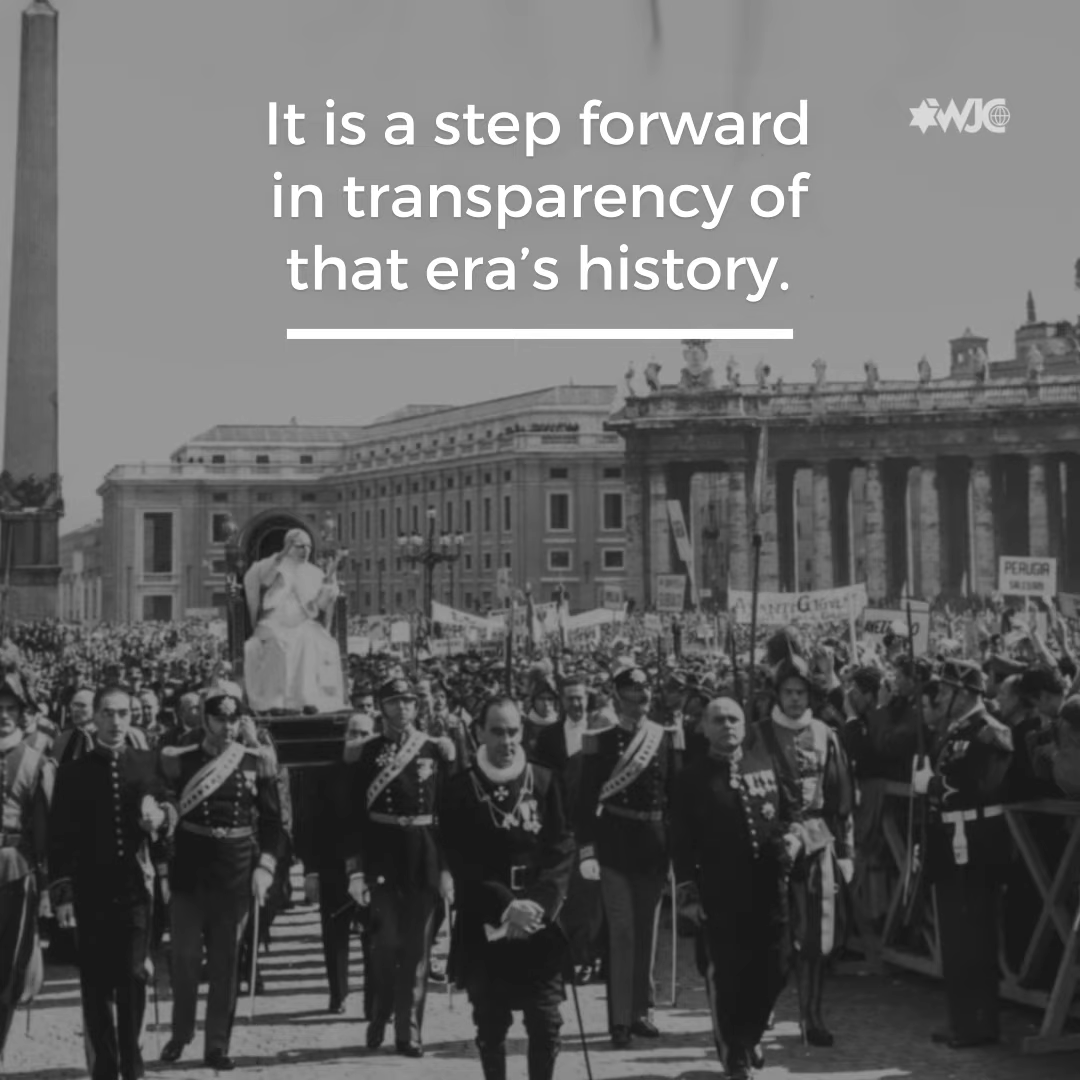 It is a step forward
in transparency of
that era's history.
WJC
PERUGIA